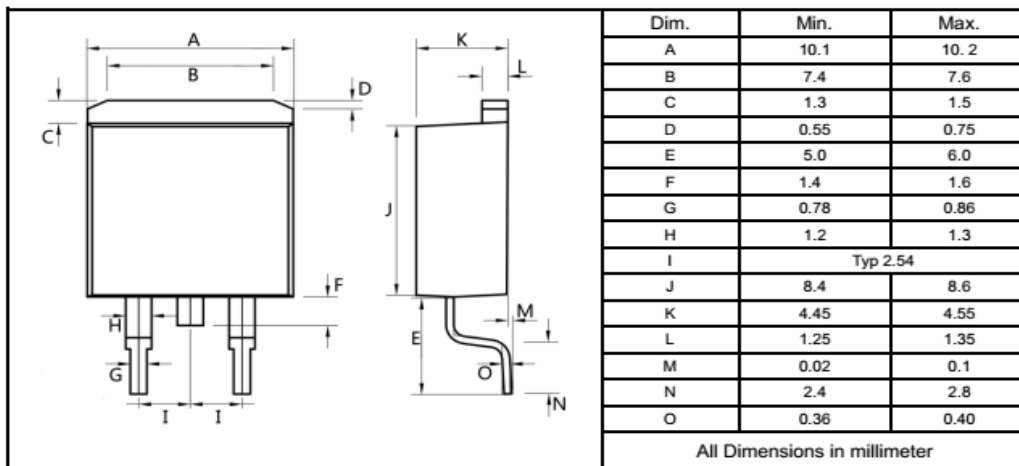 A
B
C
D
K
L
J
F
H
G
I I
E
M
O
N
Dim. Min. Max.
A 10.1 10. 2
B 7.4 7.6
C 1.3 1.5
D 0.55 0.75
E 5.0 6.0
F 1.4 1.6
G 0.78 0.86
H 1.2 1.3
I Typ 2.54
J 8.4 8.6
K 4.45 4.55
L 1.25 1.35
M 0.02 0.1
N 2.4 2.8
O 0.36 0.40
All Dimensions in millimeter